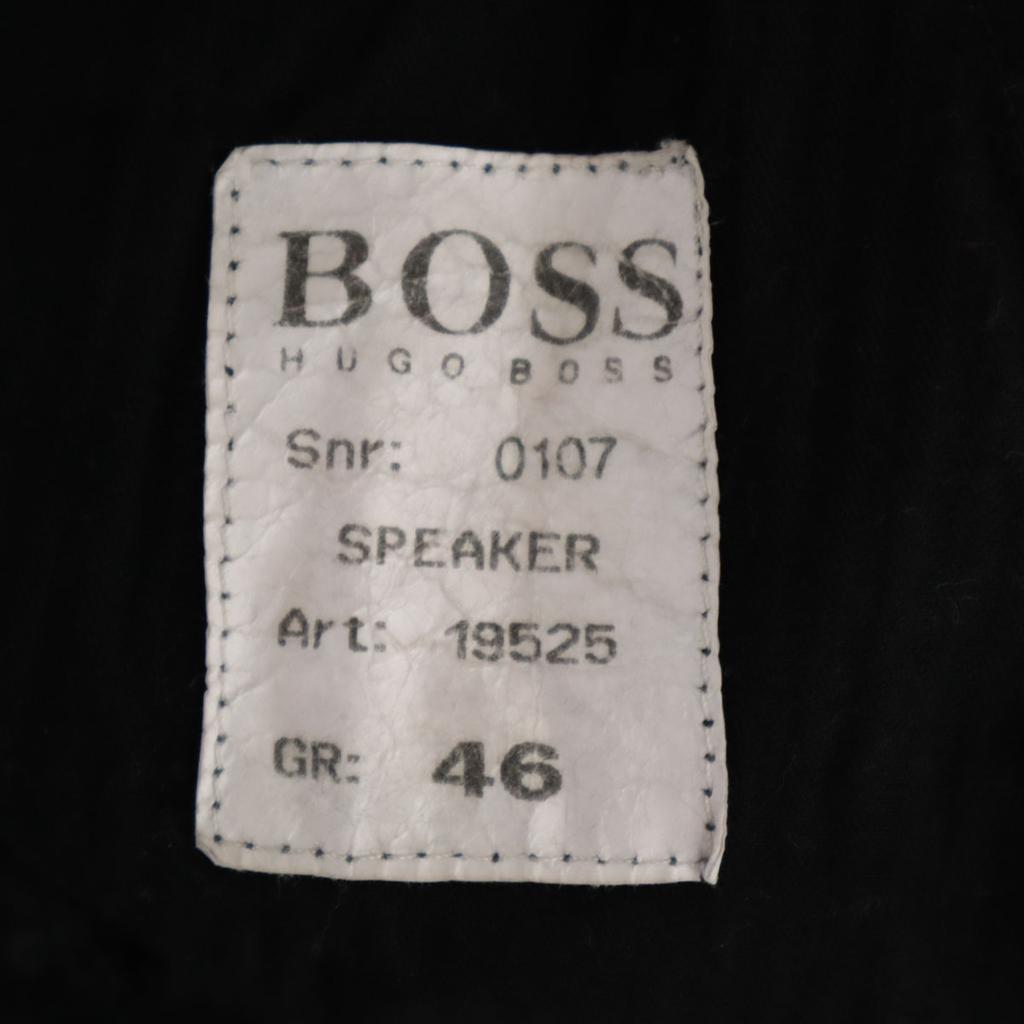 BOSS
HUGO BOSS
Snr: 0107
SPEAKER
Art: 19525
GR: 46